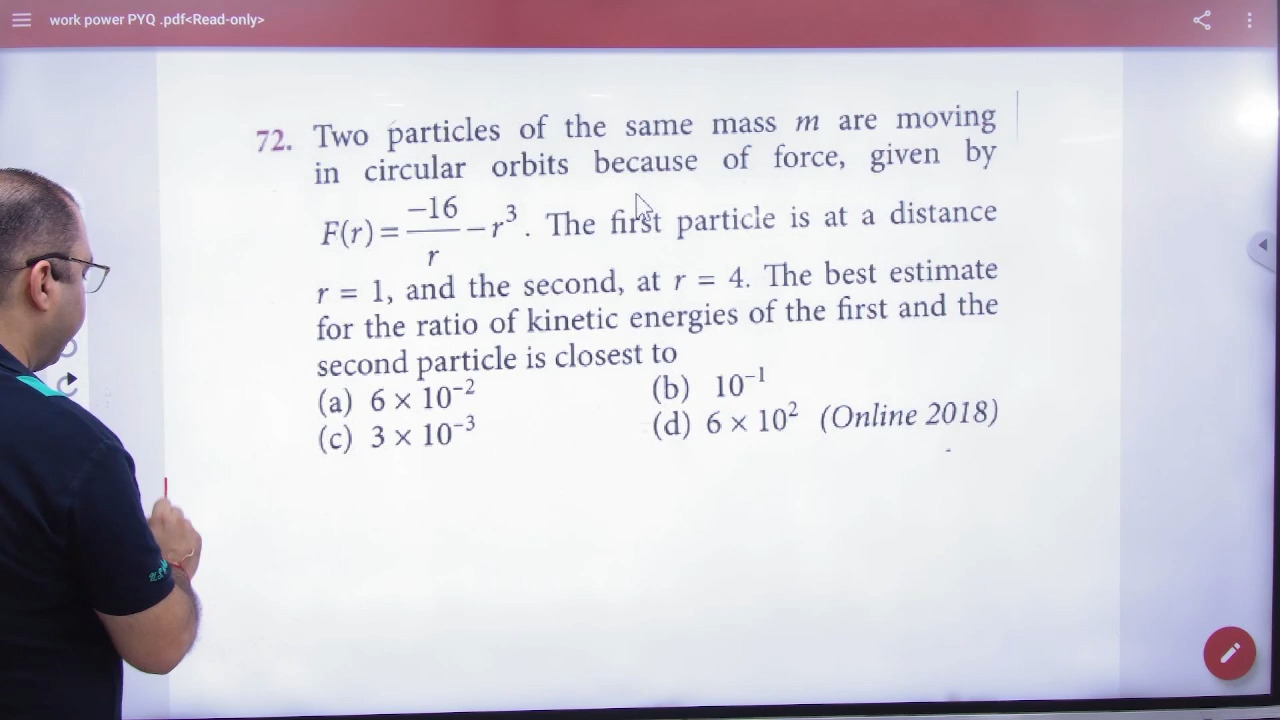 work power PYQ .pdf<Read-only>
72. Two particles of the same mass m are moving
in circular orbits because of force, given by
F(r) = −16/r − r³ . The first particle is at a distance
r = 1, and the second, at r = 4. The best estimate
for the ratio of kinetic energies of the first and the
second particle is closest to
(a) 6 × 10⁻² (b) 10⁻¹
(c) 3 × 10⁻³ (d) 6 × 10² (Online 2018)